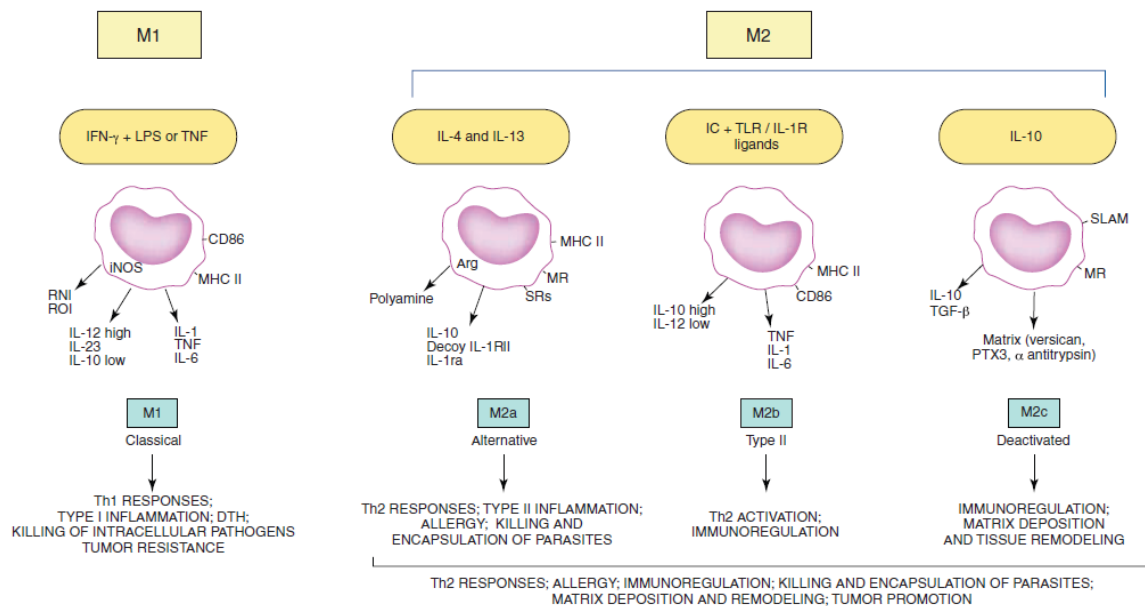 M1
M2
IFN-γ + LPS or TNF
IL-4 and IL-13
IC + TLR / IL-1R
ligands
IL-10
CD86
MHC II
iNOS
RNI
ROI
IL-12 high
IL-23
IL-10 low
IL-1
TNF
IL-6
MHC II
MR
SRs
Arg
Polyamine
IL-10
Decoy IL-1RII
IL-1ra
MHC II
CD86
IL-10 high
IL-12 low
TNF
IL-1
IL-6
SLAM
MR
IL-10
TGF-β
Matrix (versican,
PTX3, α antitrypsin)
M1
Classical
M2a
Alternative
M2b
Type II
M2c
Deactivated
Th1 RESPONSES;
TYPE I INFLAMMATION; DTH;
KILLING OF INTRACELLULAR PATHOGENS
TUMOR RESISTANCE
Th2 RESPONSES; TYPE II INFLAMMATION;
ALLERGY; KILLING AND
ENCAPSULATION OF PARASITES
Th2 ACTIVATION;
IMMUNOREGULATION
IMMUNOREGULATION;
MATRIX DEPOSITION
AND TISSUE REMODELING
Th2 RESPONSES; ALLERGY; IMMUNOREGULATION; KILLING AND ENCAPSULATION OF PARASITES;
MATRIX DEPOSITION AND REMODELING; TUMOR PROMOTION